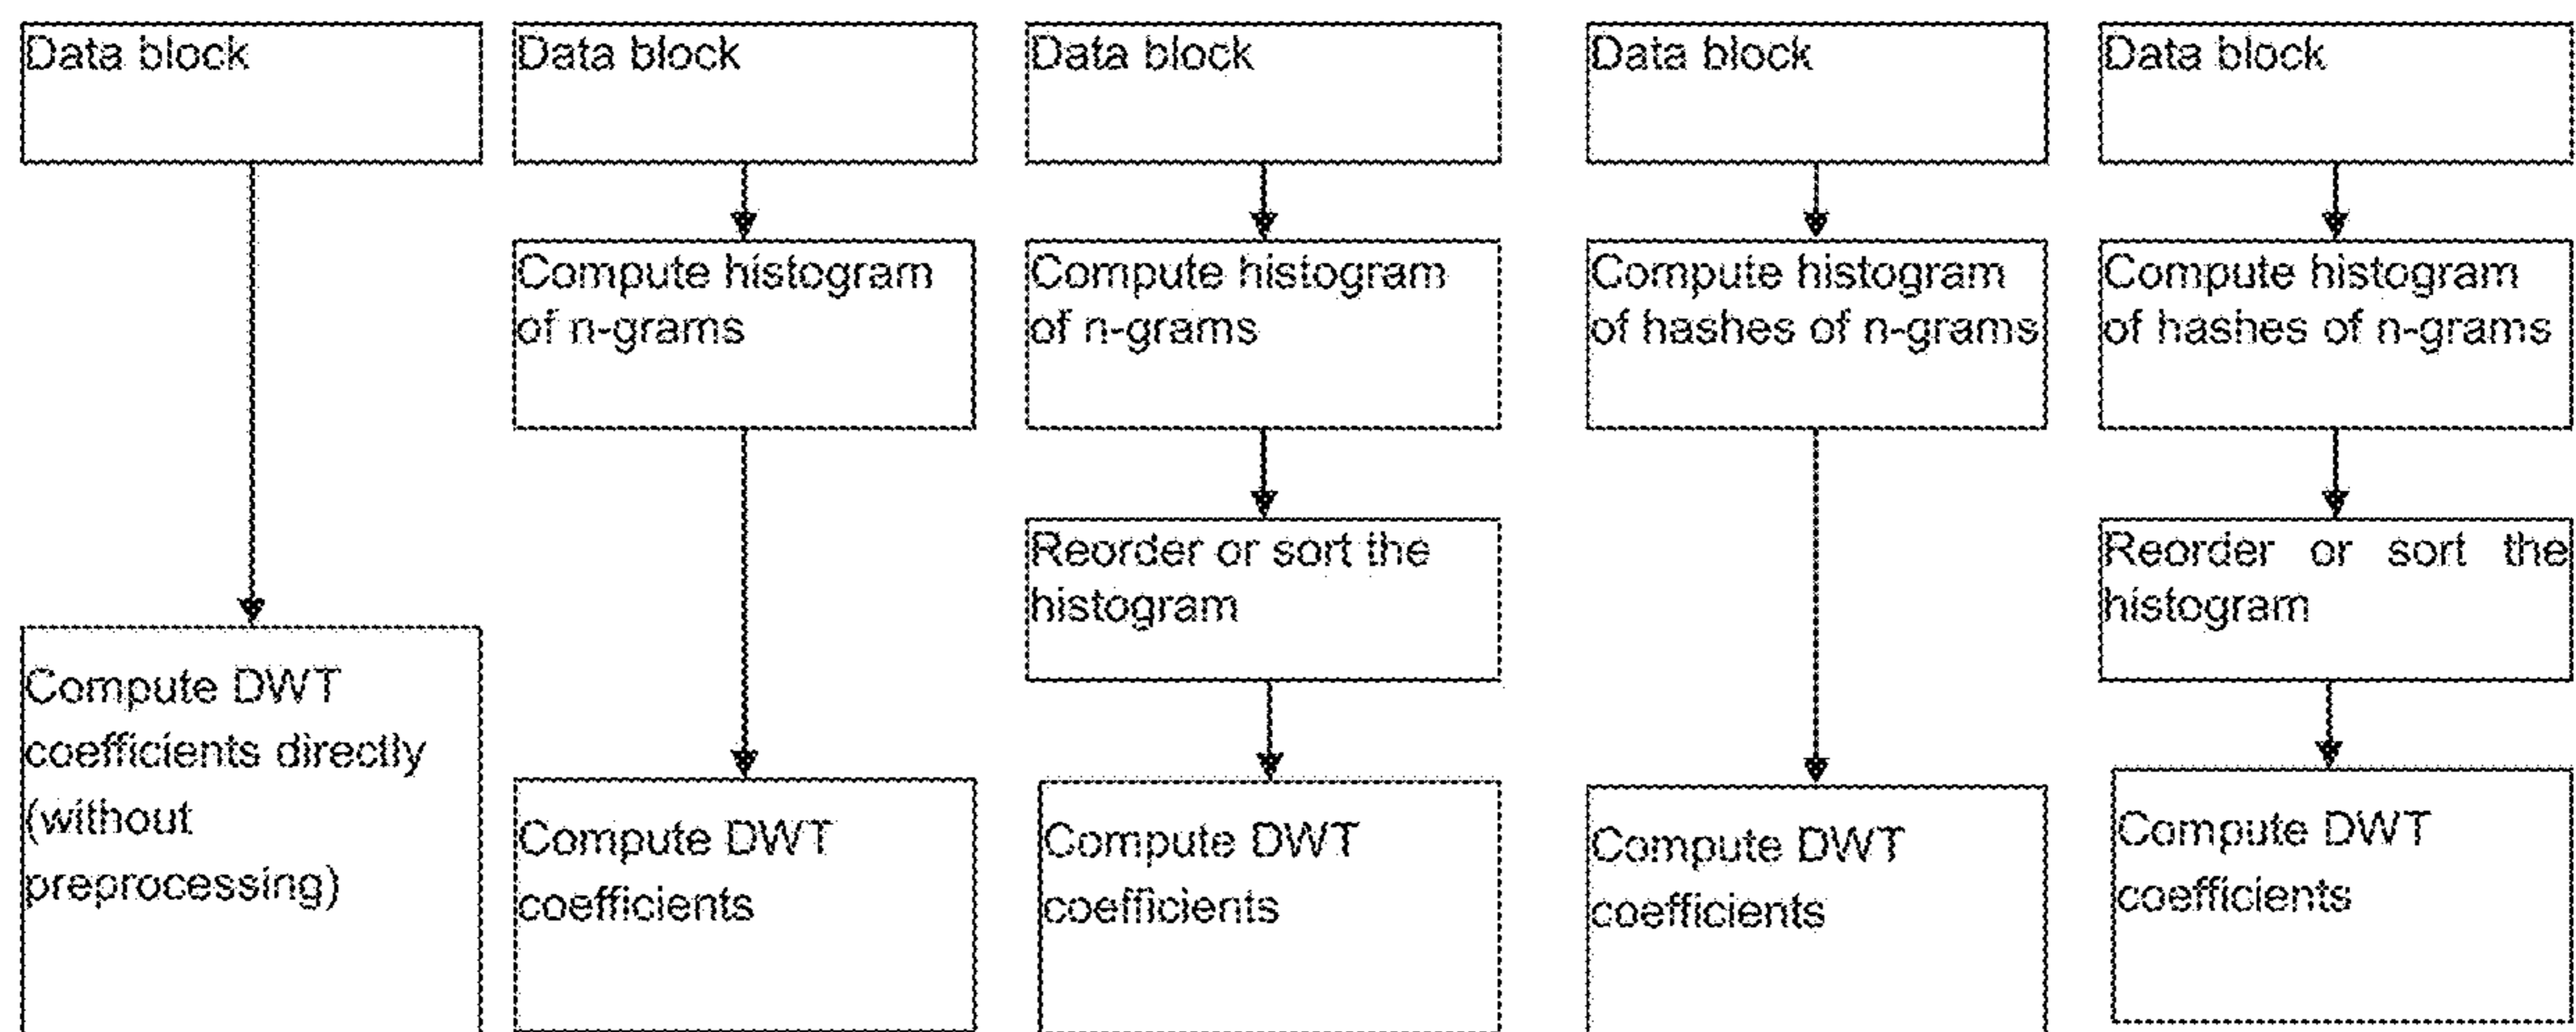 Data block
Data block
Data block
Data block
Data block
Compute histogram
of n-grams
Compute histogram
of n-grams
Compute histogram
of hashes of n-grams
Compute histogram
of hashes of n-grams
Reorder or sort the
histogram
Reorder or sort the
histogram
Compute DWT
coefficients directly
(without
preprocessing)
Compute DWT
coefficients
Compute DWT
coefficients
Compute DWT
coefficients
Compute DWT
coefficients